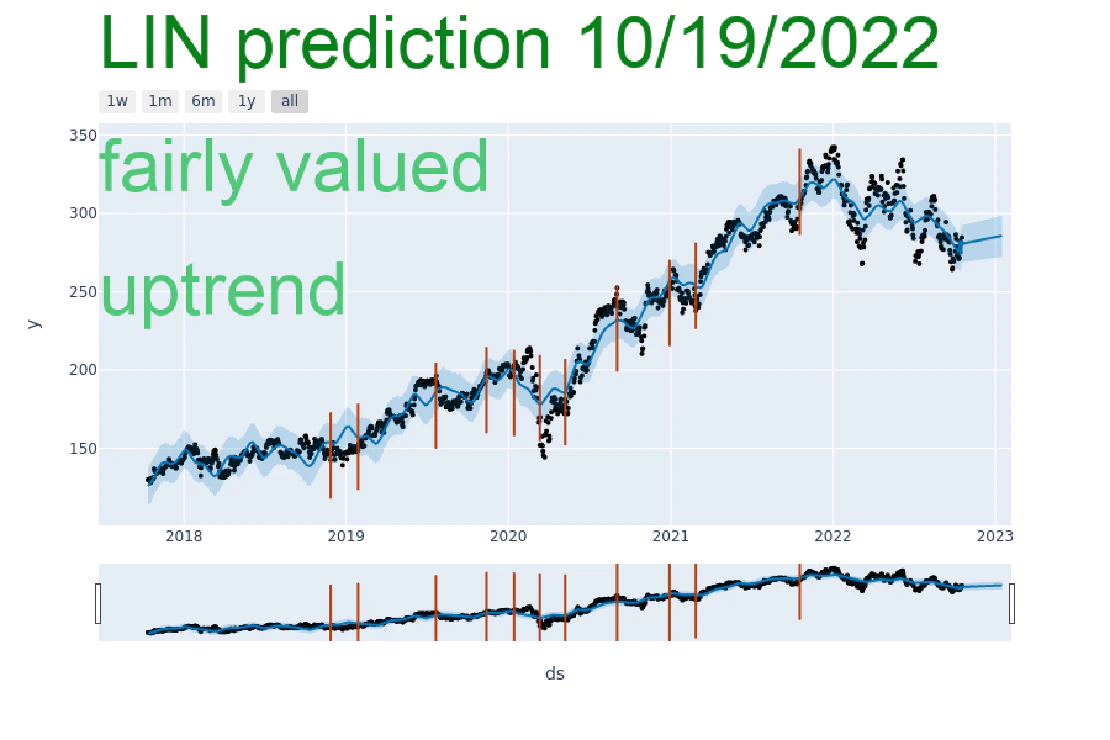 LIN prediction 10/19/2022
1w 1m 6m 1y all
350
fairly valued
300
250
uptrend
y
200
150
2018 2019 2020 2021 2022 2023
ds